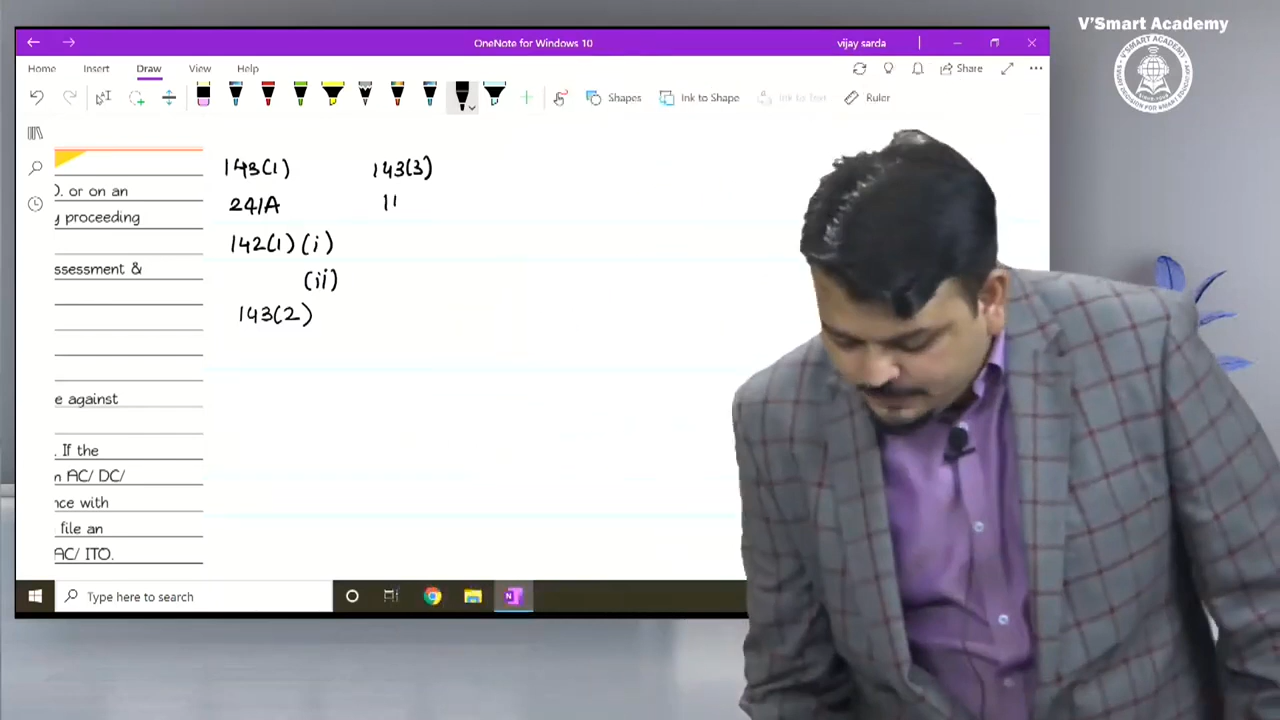 V'Smart Academy
OneNote for Windows 10
vijay sarda
Home Insert Draw View Help
Share
Shapes
Ink to Shape
Ink to Text
Ruler
O. or on an
y proceeding
ssessment &
e against
. If the
n AC/ DC/
nce with
file an
AC/ ITO.
143(1) 143(3)
241A 11
142(1) (i)
(ii)
143(2)
Type here to search